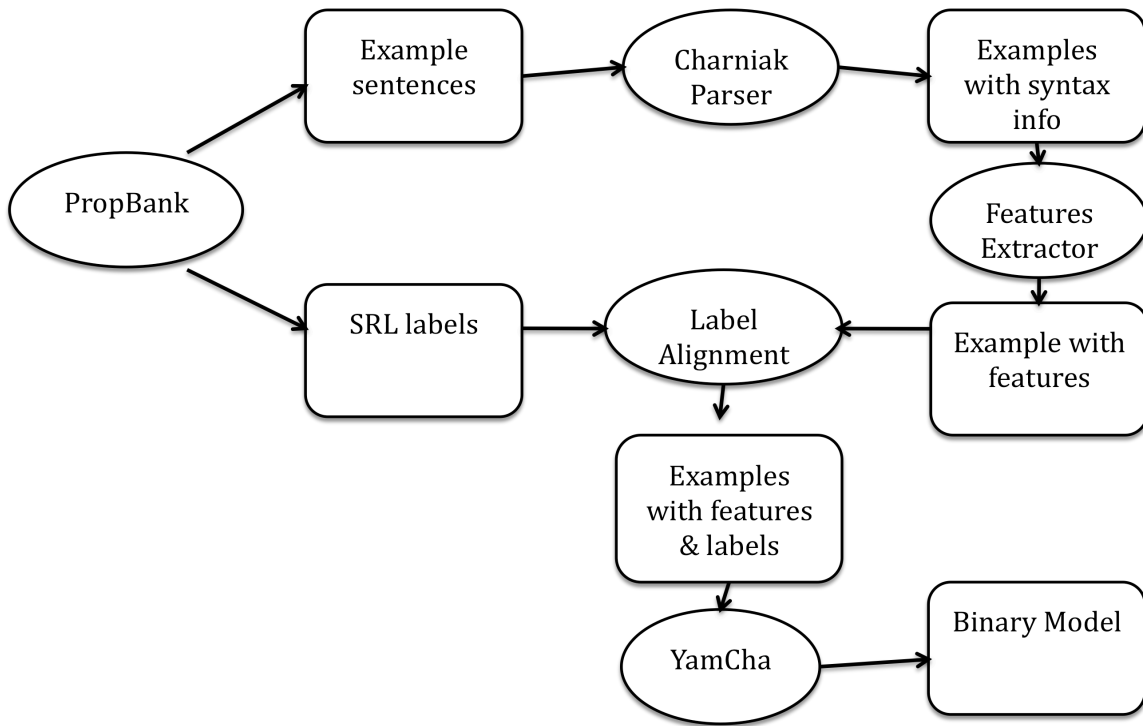 Example
sentences
Charniak
Parser
Examples
with syntax
info
PropBank
Features
Extractor
SRL labels
Label
Alignment
Example with
features
Examples
with features
& labels
YamCha
Binary Model